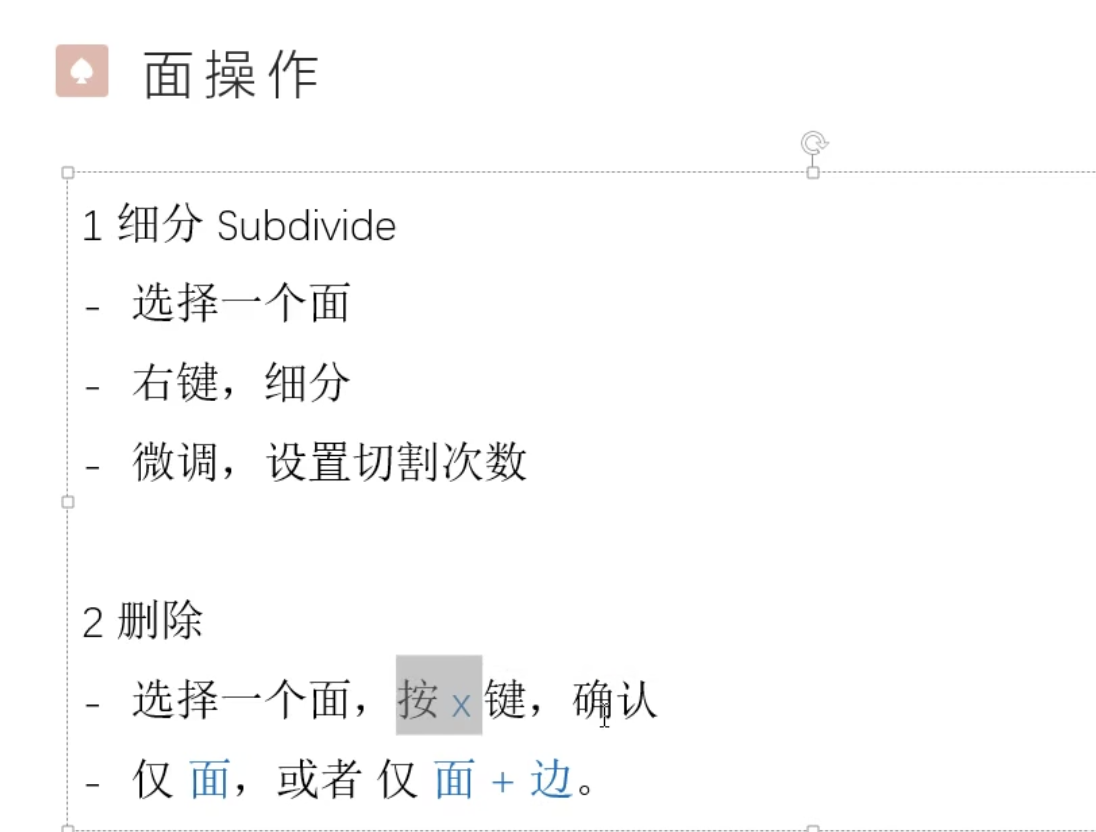 面操作
1 细分 Subdivide
- 选择一个面
- 右键，细分
- 微调，设置切割次数
2 删除
- 选择一个面，按 x 键，确认
- 仅 面，或者 仅 面 + 边。